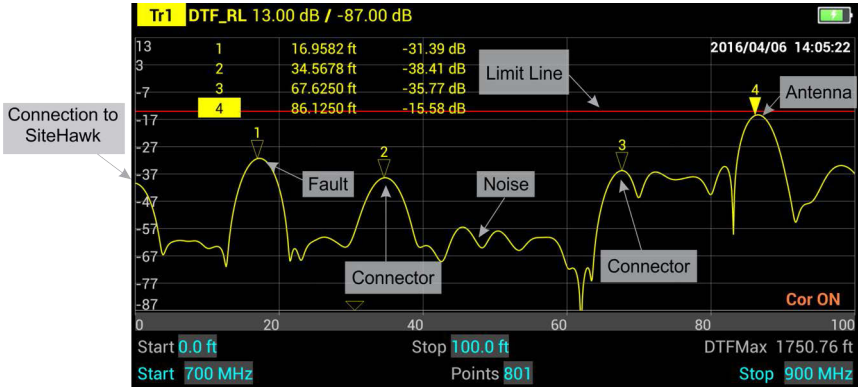 Tr1 DTF_RL 13.00 dB / -87.00 dB
13 1 16.9582 ft -31.39 dB 2016/04/06 14:05:22
3 2 34.5678 ft -38.41 dB
-7 3 67.6250 ft -35.77 dB
4 86.1250 ft -15.58 dB
Limit Line
4
Antenna
Connection to
SiteHawk
-17
1
2
3
-27
-37
Fault
Noise
-47
-57
-67
Connector
Connector
-77
-87
Cor ON
0 20 40 60 80 100
Start 0.0 ft Stop 100.0 ft DTFMax 1750.76 ft
Start 700 MHz Points 801 Stop 900 MHz